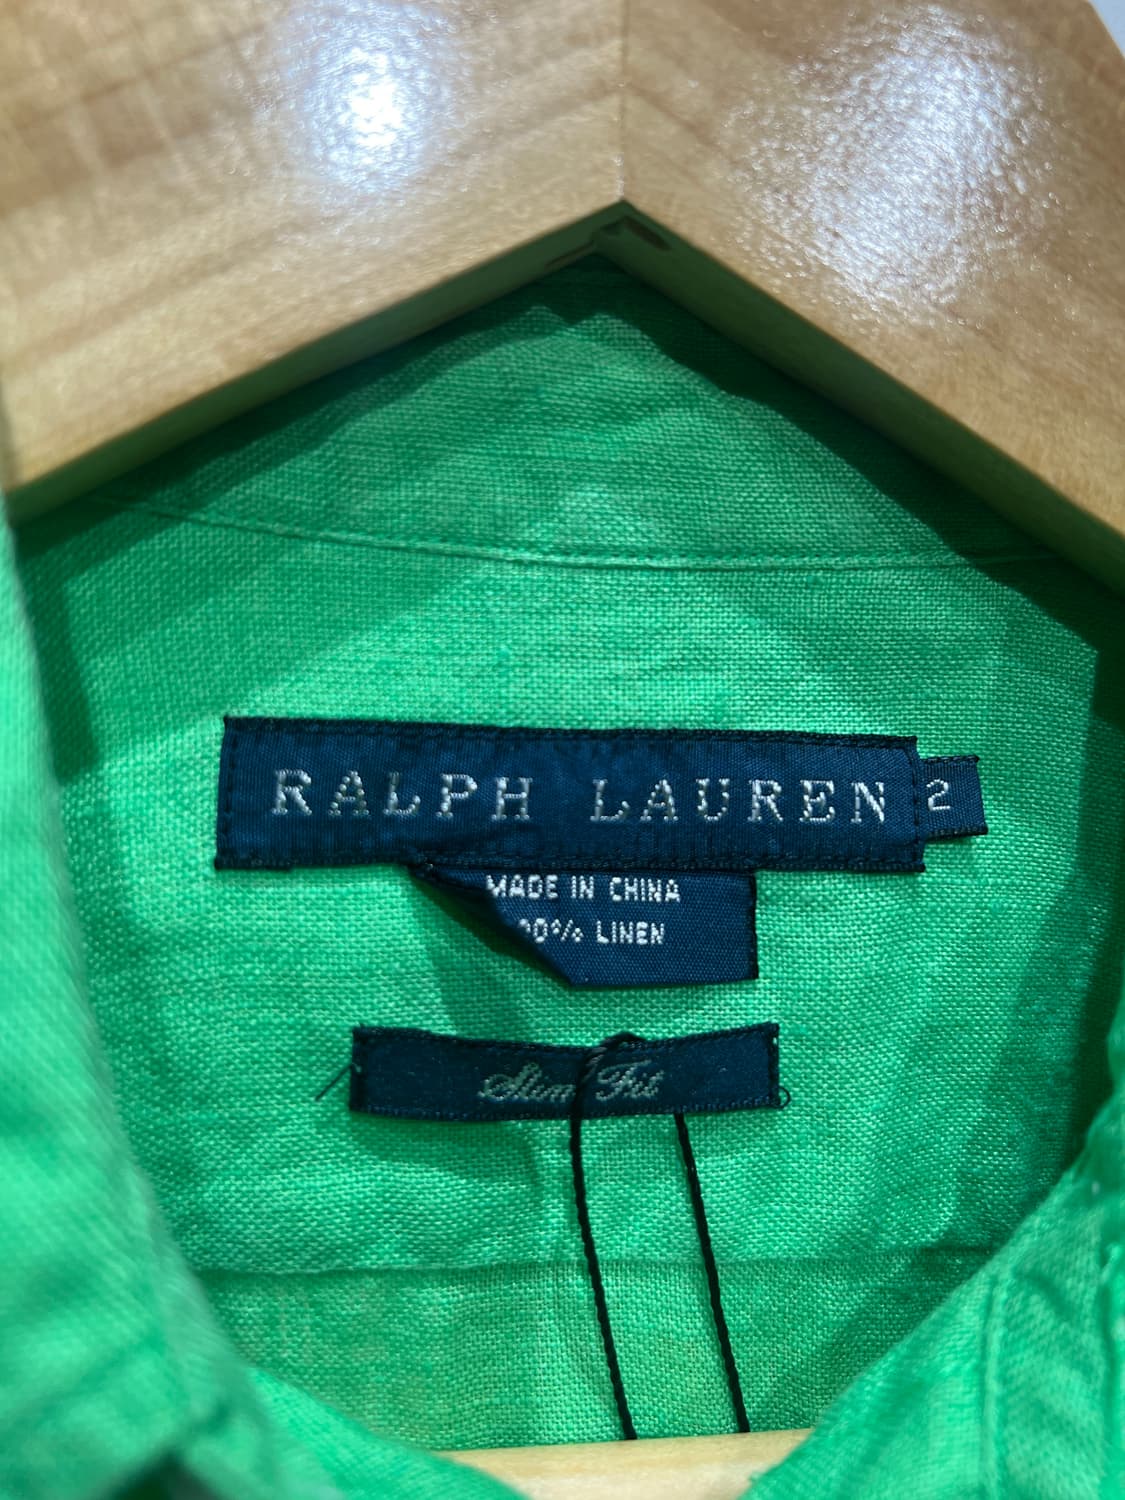 RALPH LAUREN 2
MADE IN CHINA
00% LINEN
Slim Fit